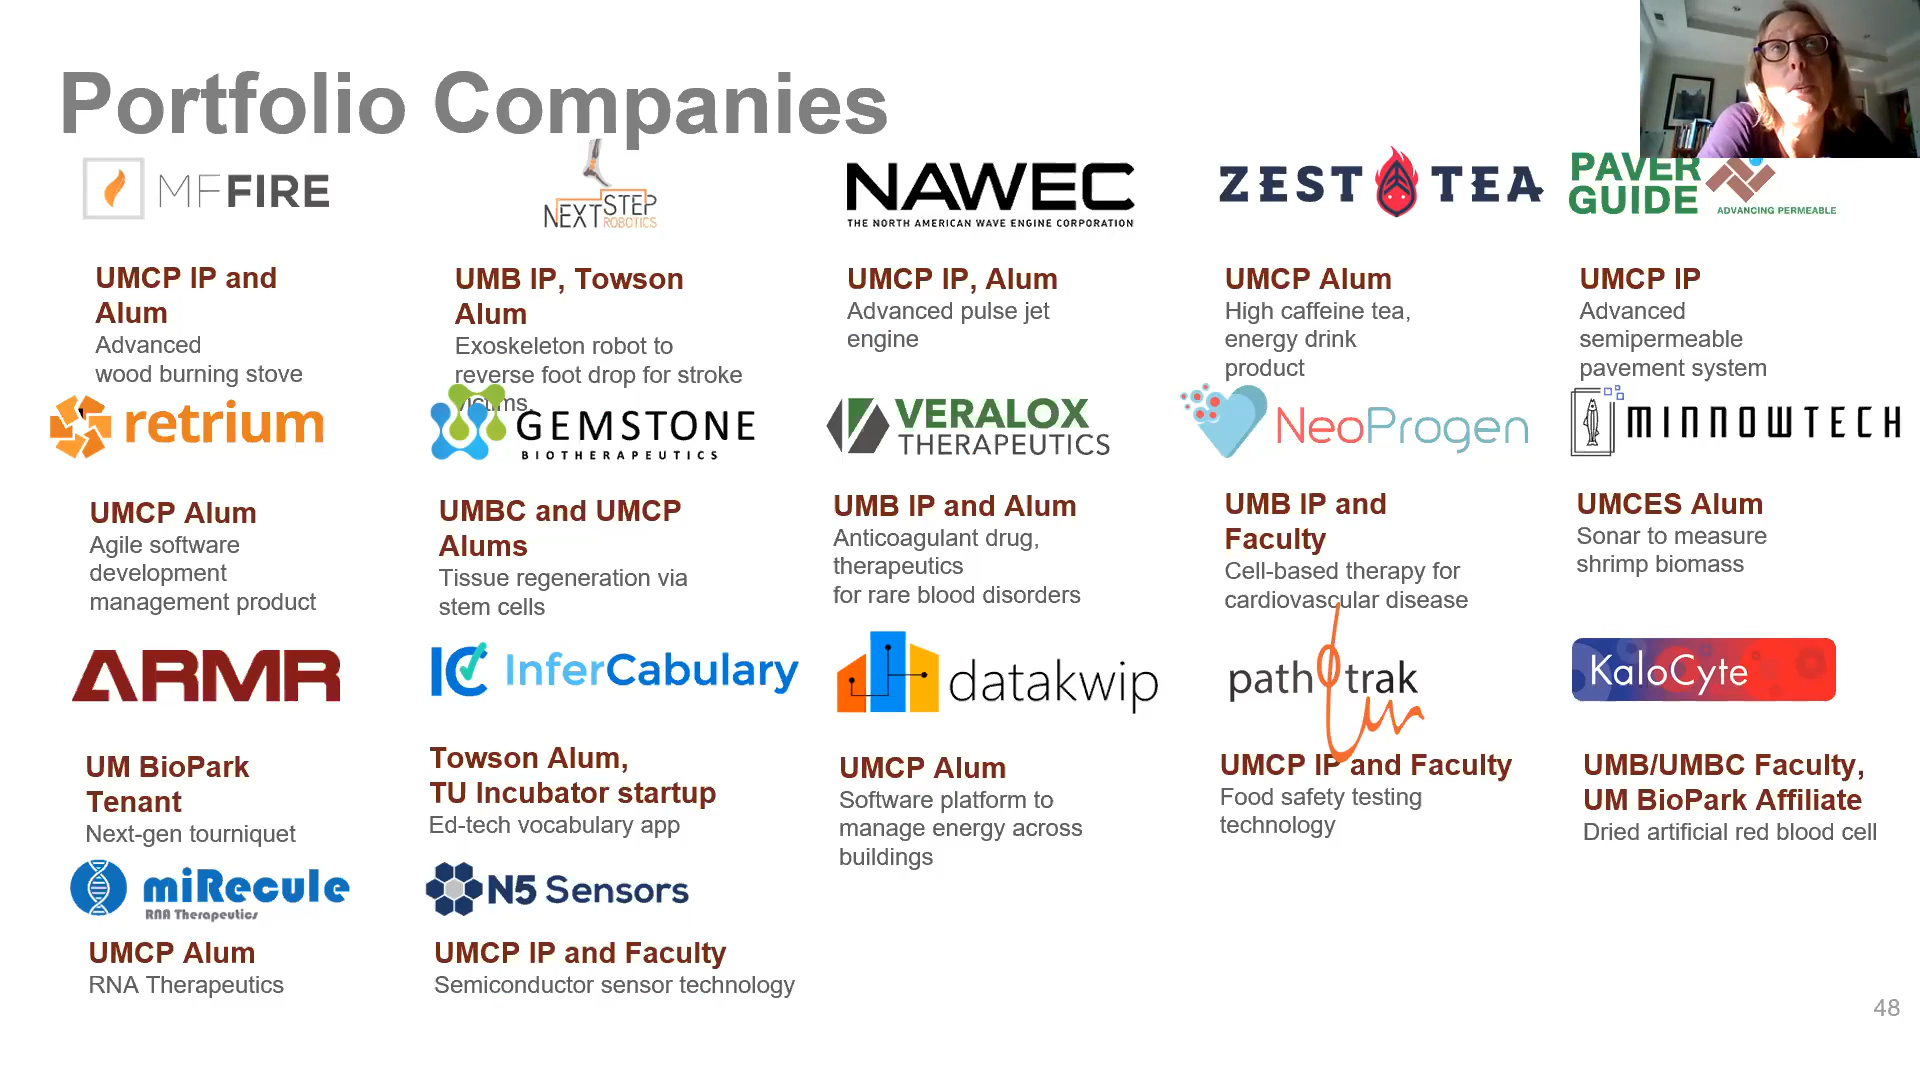 Portfolio Companies
MFFIRE
NEXTSTEP
ROBOTICS
NAWEC
THE NORTH AMERICAN WAVE ENGINE CORPORATION
ZEST TEA
PAVER
GUIDE
ADVANCING PERMEABLE
UMCP IP and
Alum
Advanced
wood burning stove
UMB IP, Towson
Alum
Exoskeleton robot to
reverse foot drop for stroke
victims.
UMCP IP, Alum
Advanced pulse jet
engine
UMCP Alum
High caffeine tea,
energy drink
product
UMCP IP
Advanced
semipermeable
pavement system
retrium
GEMSTONE
BIOTHERAPEUTICS
VERALOX
THERAPEUTICS
NeoProgen
MINNOWTECH
UMCP Alum
Agile software
development
management product
UMBC and UMCP
Alums
Tissue regeneration via
stem cells
UMB IP and Alum
Anticoagulant drug,
therapeutics
for rare blood disorders
UMB IP and
Faculty
Cell-based therapy for
cardiovascular disease
UMCES Alum
Sonar to measure
shrimp biomass
ARMR
IC InferCabulary
datakwip
path trak
KaloCyte
UM BioPark
Tenant
Next-gen tourniquet
Towson Alum,
TU Incubator startup
Ed-tech vocabulary app
UMCP Alum
Software platform to
manage energy across
buildings
UMCP IP and Faculty
Food safety testing
technology
UMB/UMBC Faculty,
UM BioPark Affiliate
Dried artificial red blood cell
miRecule
RNA Therapeutics
N5 Sensors
UMCP Alum
RNA Therapeutics
UMCP IP and Faculty
Semiconductor sensor technology
48